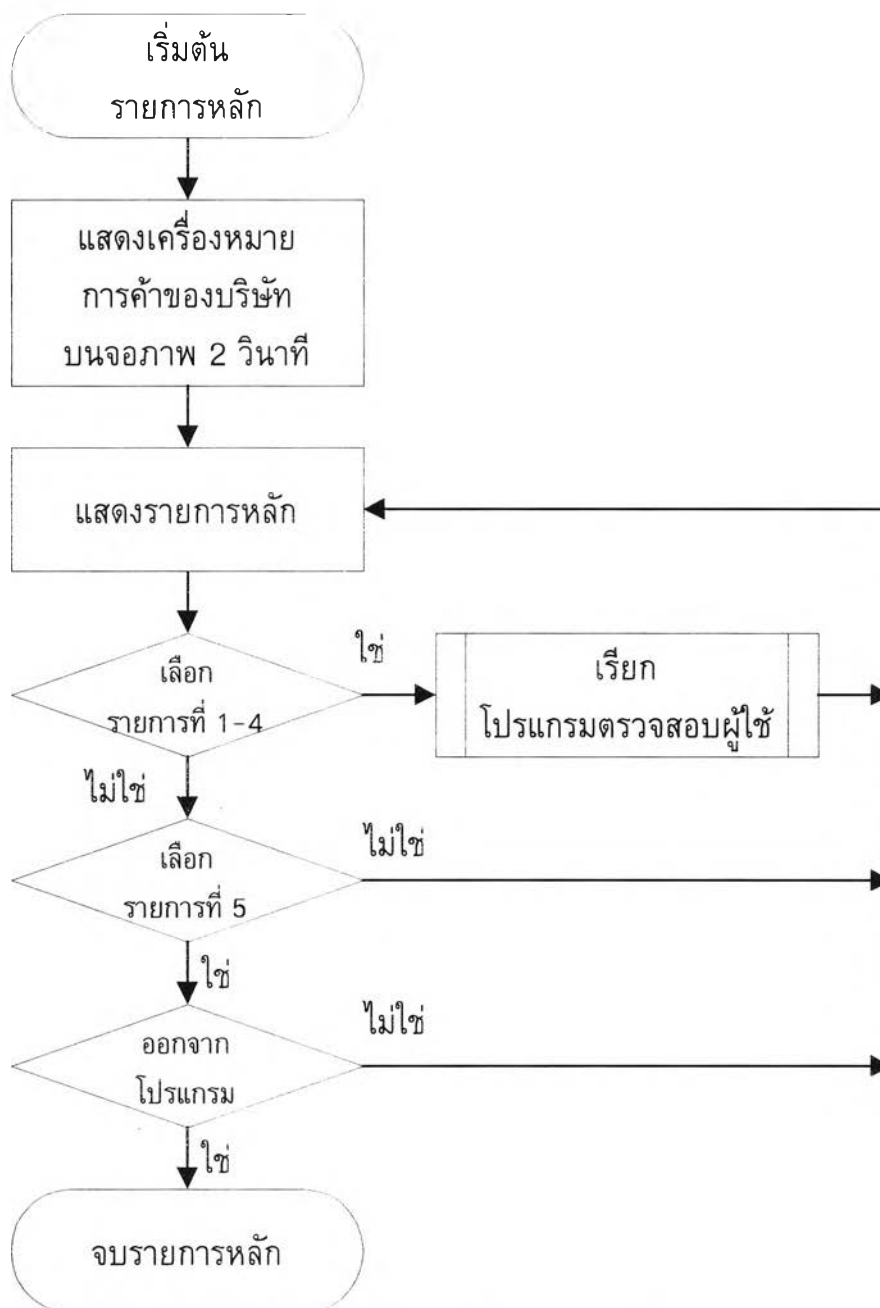 เริ่มต้น
รายการหลัก
แสดงเครื่องหมาย
การค้าของบริษัท
บนจอภาพ 2 วินาที
แสดงรายการหลัก
เลือก
รายการที่ 1-4
ใช่
เรียก
โปรแกรมตรวจสอบผู้ใช้
ไม่ใช่
เลือก
รายการที่ 5
ไม่ใช่
ใช่
ออกจาก
โปรแกรม
ไม่ใช่
ใช่
จบรายการหลัก